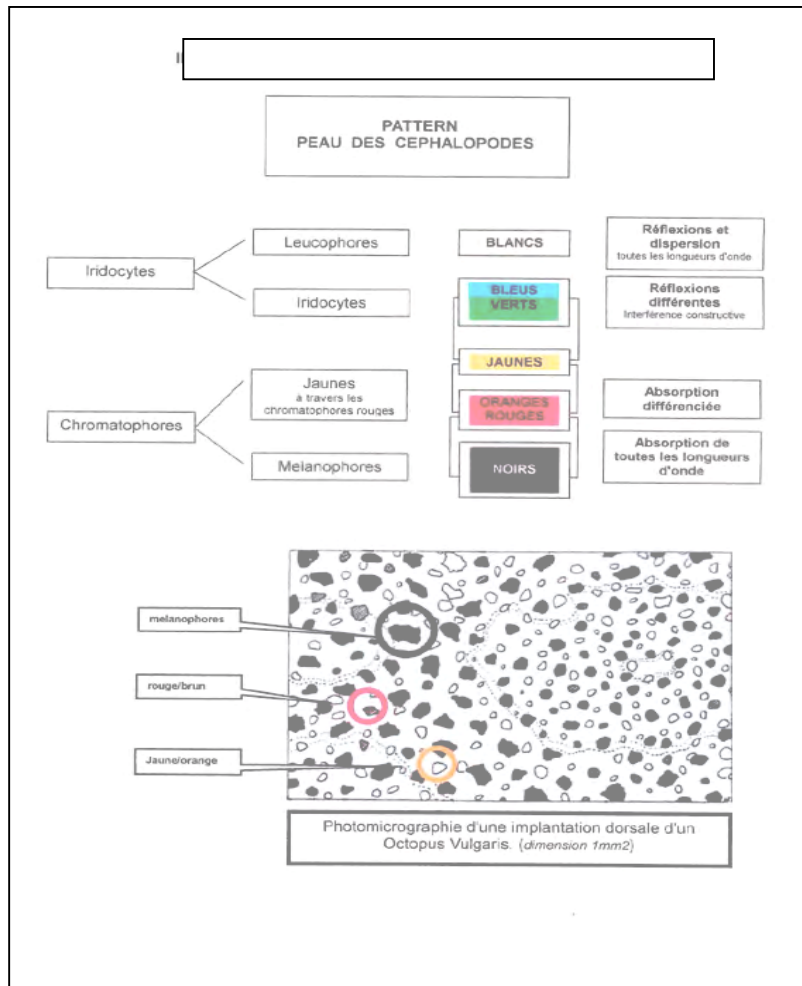 PATTERN
PEAU DES CEPHALOPODES
Iridocytes
Leucophores
BLANCS
Réflexions et
dispersion
toutes les longueurs d'onde
Iridocytes
BLEUS
VERTS
Réflexions
différentes
Interférence constructive
JAUNES
Chromatophores
Jaunes
à travers les
chromatophores rouges
ORANGES
ROUGES
Absorption
différenciée
Melanophores
NOIRS
Absorption de
toutes les longueurs
d'onde
melanophores
rouge/brun
Jaune/orange
Photomicrographie d'une implantation dorsale d'un
Octopus Vulgaris. (dimension 1mm2)